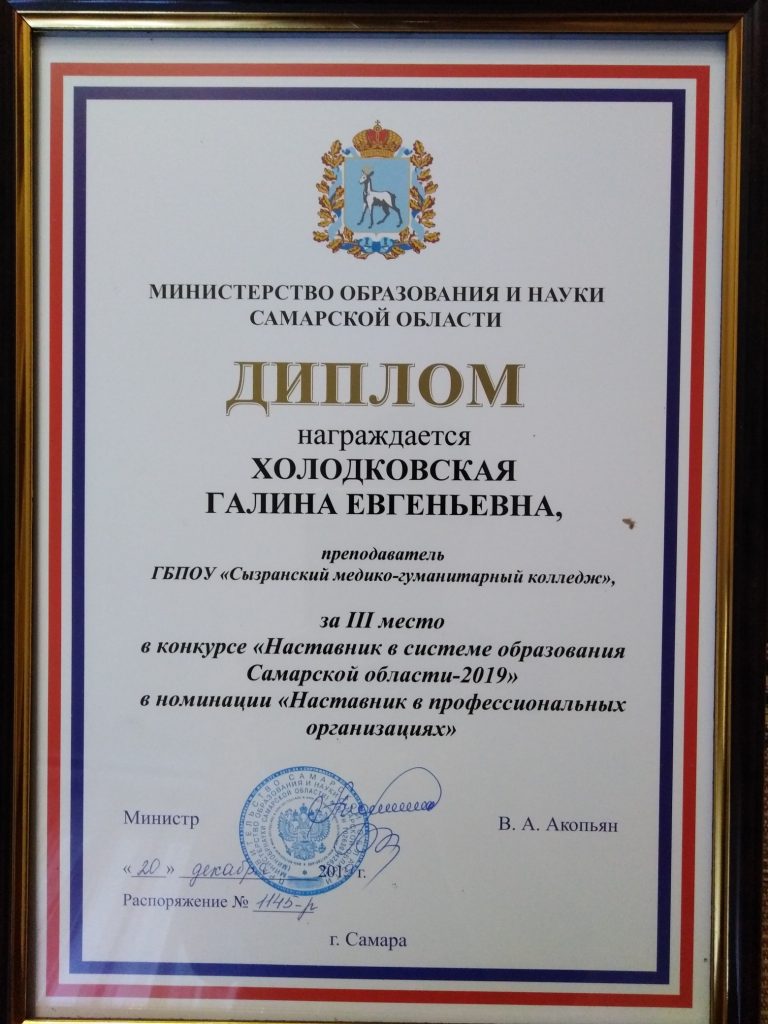 МИНИСТЕРСТВО ОБРАЗОВАНИЯ И НАУКИ
САМАРСКОЙ ОБЛАСТИ
ДИПЛОМ
награждается
ХОЛОДКОВСКАЯ
ГАЛИНА ЕВГЕНЬЕВНА,
преподаватель
ГБПОУ «Сызранский медико-гуманитарный колледж»,
за III место
в конкурсе «Наставник в системе образования
Самарской области-2019»
в номинации «Наставник в профессиональных
организациях»
Министр
В. А. Акопьян
«20» декабря 2019 г.
Распоряжение № 1145-р
г. Самара